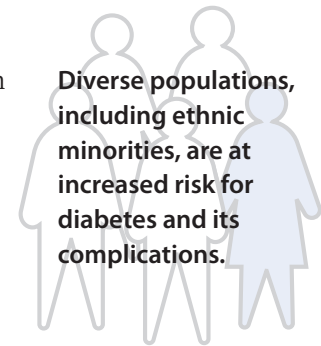 Diverse populations,
including ethnic
minorities, are at
increased risk for
diabetes and its
complications.